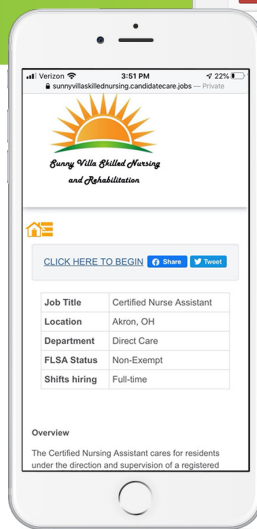 Verizon 3:51 PM 22%
sunnyvillaskillednursing.candidatecare.jobs — Private
Sunny Villa Skilled Nursing
and Rehabilitation
CLICK HERE TO BEGIN Share Tweet
Job Title Certified Nurse Assistant
Location Akron, OH
Department Direct Care
FLSA Status Non-Exempt
Shifts hiring Full-time
Overview
The Certified Nursing Assistant cares for residents
under the direction and supervision of a registered